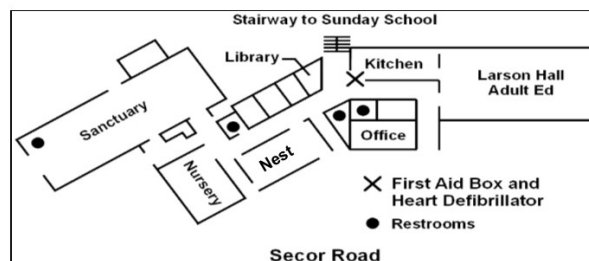 Stairway to Sunday School
Library
Kitchen
Larson Hall
Adult Ed
Sanctuary
Office
Nest
Nursery
First Aid Box and
Heart Defibrillator
Restrooms
Secor Road